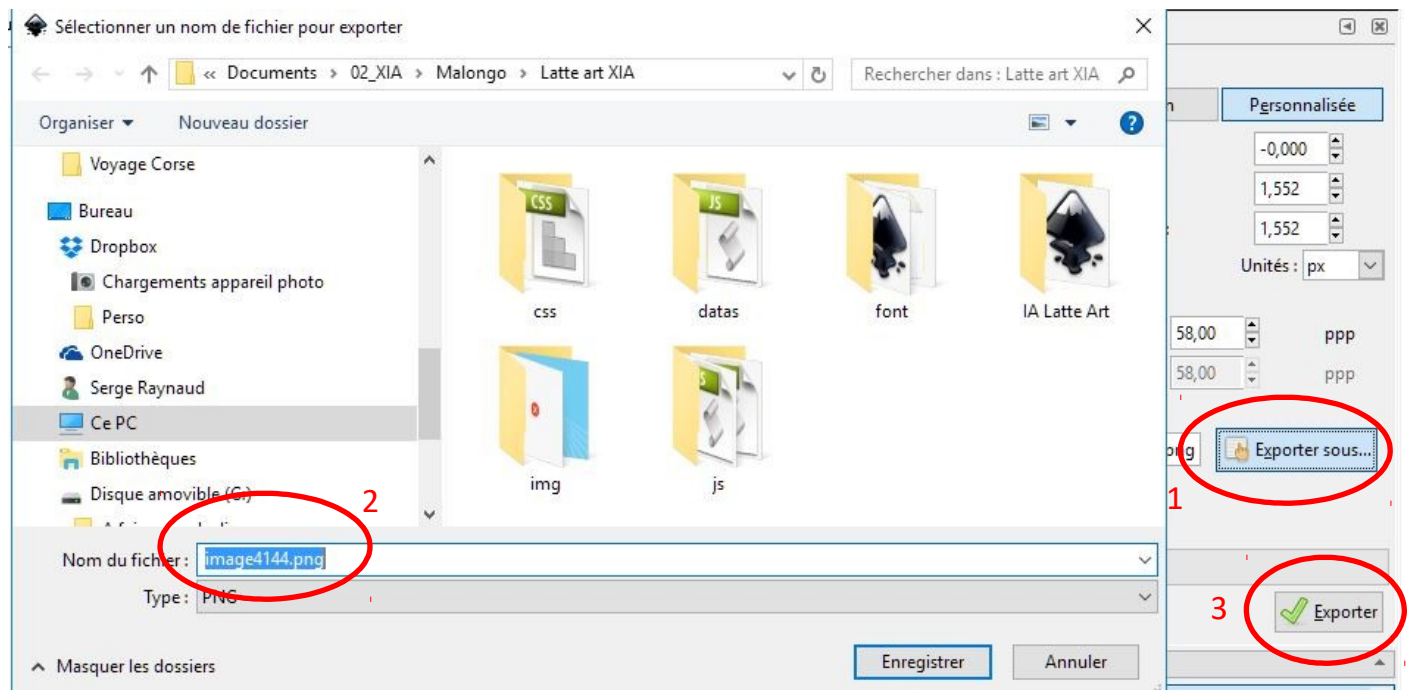 Sélectionner un nom de fichier pour exporter
« Documents › 02_XIA › Malongo › Latte art XIA
Rechercher dans : Latte art XIA
Organiser
Nouveau dossier
Voyage Corse
Bureau
Dropbox
Chargements appareil photo
Perso
OneDrive
Serge Raynaud
Ce PC
Bibliothèques
Disque amovible (G:)
CSS
css
JS
datas
font
IA Latte Art
img
S
js
2
Nom du fichier : image4144.png
Type : PNG
Masquer les dossiers
Enregistrer
Annuler
Personnalisée
-0,000
1,552
1,552
Unités : px
58,00 ppp
58,00 ppp
Exporter sous...
1
3
Exporter